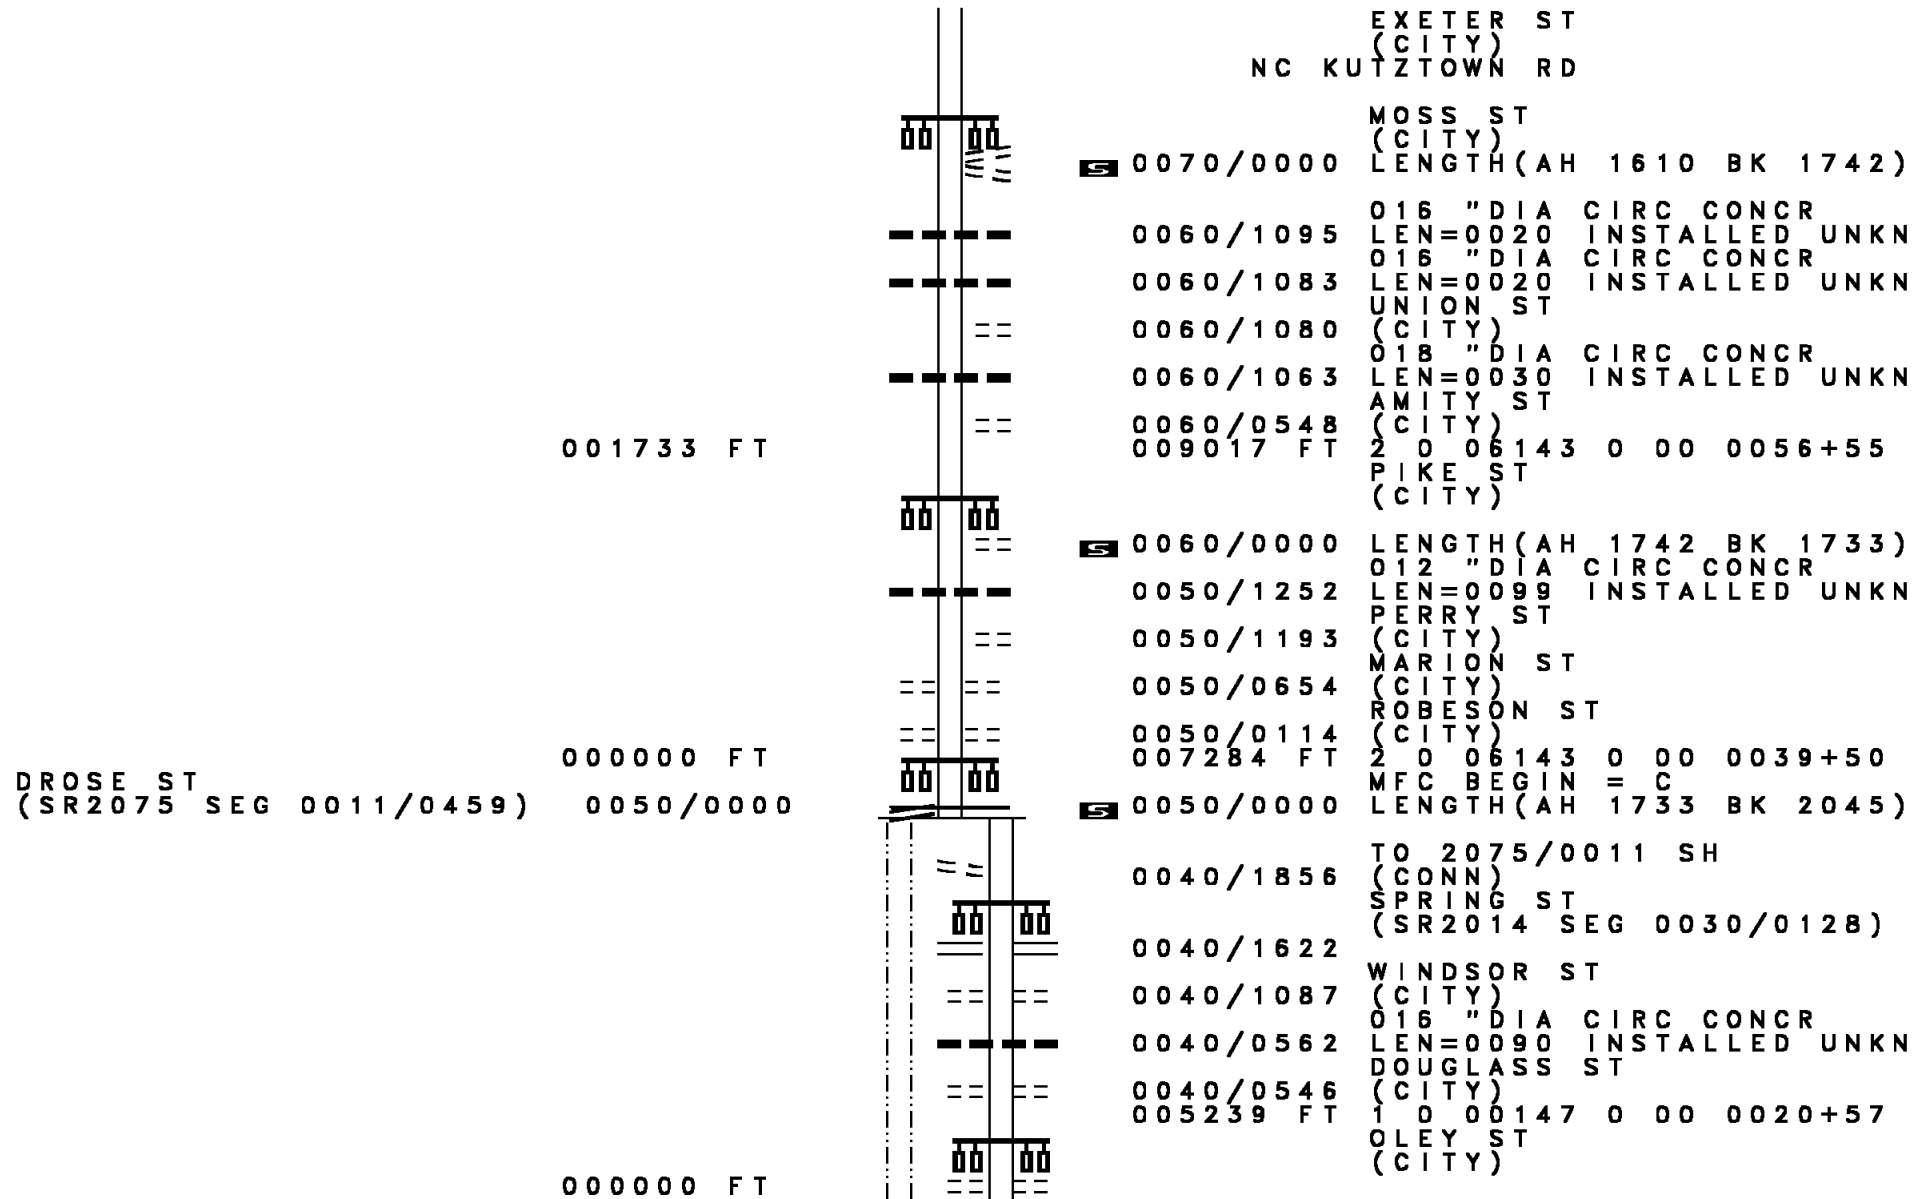 EXETER ST
(CITY)
NC KUTZTOWN RD
MOSS ST
(CITY)
S 0070/0000 LENGTH(AH 1610 BK 1742)
016 "DIA CIRC CONCR
0060/1095 LEN=0020 INSTALLED UNKN
016 "DIA CIRC CONCR
0060/1083 LEN=0020 INSTALLED UNKN
UNION ST
0060/1080 (CITY)
018 "DIA CIRC CONCR
0060/1063 LEN=0030 INSTALLED UNKN
AMITY ST
0060/0548 (CITY)
001733 FT 009017 FT 2 0 06143 0 00 0056+55
PIKE ST
(CITY)
S 0060/0000 LENGTH(AH 1742 BK 1733)
012 "DIA CIRC CONCR
0050/1252 LEN=0099 INSTALLED UNKN
PERRY ST
0050/1193 (CITY)
MARION ST
0050/0654 (CITY)
ROBESON ST
0050/0114 (CITY)
000000 FT 007284 FT 2 0 06143 0 00 0039+50
DROSE ST MFC BEGIN = C
(SR2075 SEG 0011/0459) 0050/0000 S 0050/0000 LENGTH(AH 1733 BK 2045)
TO 2075/0011 SH
0040/1856 (CONN)
SPRING ST
(SR2014 SEG 0030/0128)
0040/1622
WINDSOR ST
0040/1087 (CITY)
016 "DIA CIRC CONCR
0040/0562 LEN=0090 INSTALLED UNKN
DOUGLASS ST
0040/0546 (CITY)
005239 FT 1 0 00147 0 00 0020+57
OLEY ST
(CITY)
000000 FT